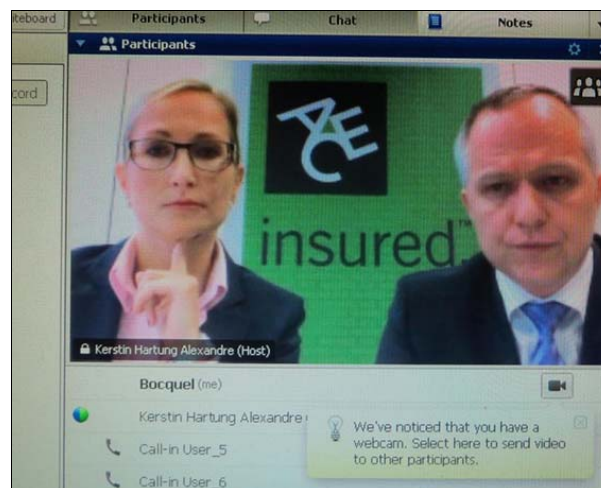 iteboard
Participants
Chat
Notes
Participants
cord
ACE
insured.™
Kerstin Hartung Alexandre (Host)
Bocquel (me)
Kerstin Hartung Alexandre
Call-in User_5
Call-in User_6
We've noticed that you have a
webcam. Select here to send video
to other participants.